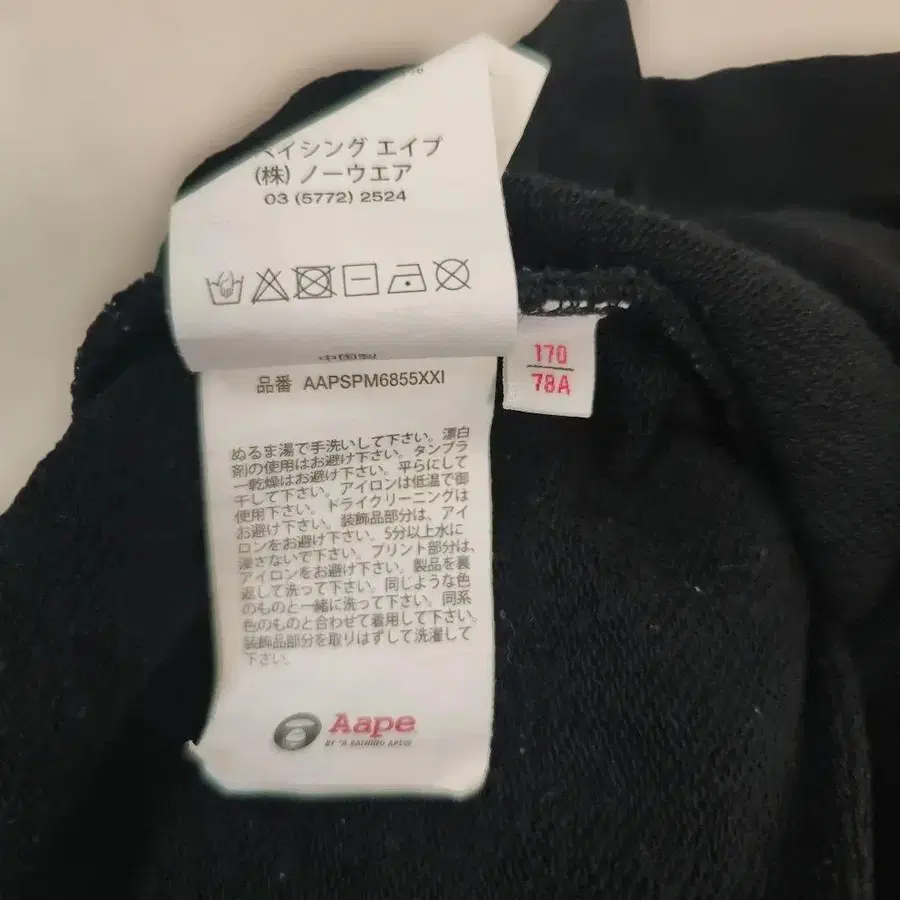 %
ベイシング エイプ
(株) ノーウエア
03 (5772) 2524
中国製
品番 AAPSPM6855XXI
170
78A
ぬるま湯で手洗いして下さい。漂白
剤の使用はお避け下さい。タンブラ
ー乾燥はお避け下さい。平らにして
干して下さい。アイロンは低温で御
使用下さい。ドライクリーニングは
お避け下さい。装飾品部分は、アイ
ロンをお避け下さい。5分以上水に
浸さないで下さい。プリント部分は、
アイロンをお避け下さい。製品を裏
返して洗って下さい。同じような色
のものと一緒に洗って下さい。同系
色のものと合わせて着用して下さい。
装飾品部分を取りはずして洗濯して
下さい。
Aape
BY *A BATHING APE®